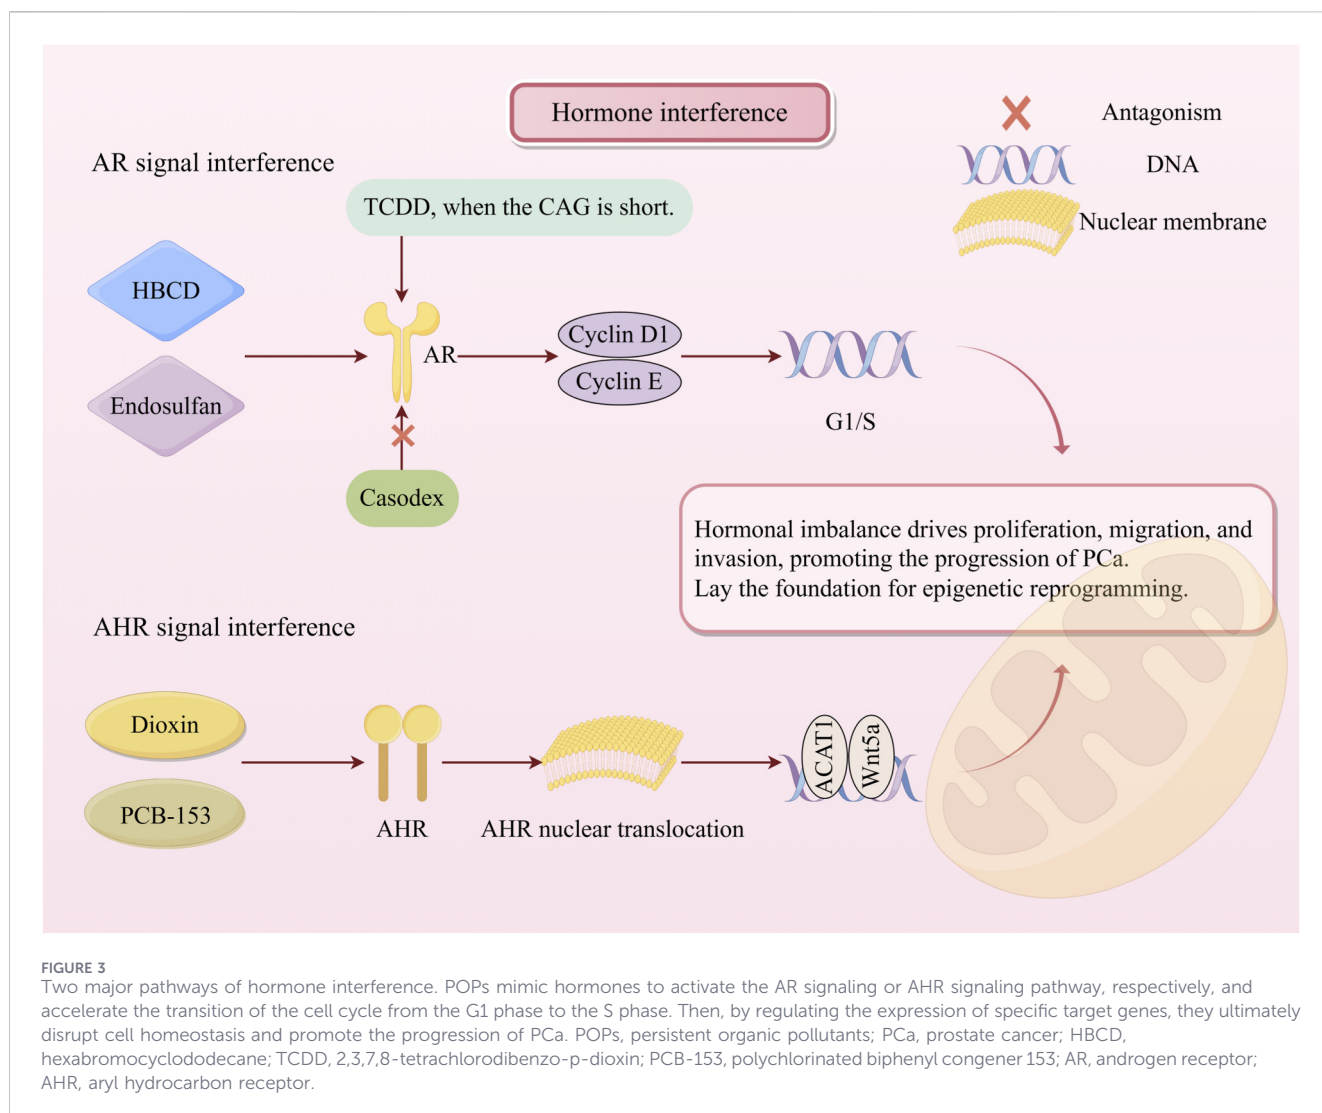 Hormone interference
Antagonism
DNA
Nuclear membrane
AR signal interference
TCDD, when the CAG is short.
HBCD
Endosulfan
AR
Cyclin D1
Cyclin E
G1/S
Casodex
Hormonal imbalance drives proliferation, migration, and
invasion, promoting the progression of PCa.
Lay the foundation for epigenetic reprogramming.
AHR signal interference
Dioxin
PCB-153
AHR
AHR nuclear translocation
ACAT1
Wnt5a
FIGURE 3
Two major pathways of hormone interference. POPs mimic hormones to activate the AR signaling or AHR signaling pathway, respectively, and
accelerate the transition of the cell cycle from the G1 phase to the S phase. Then, by regulating the expression of specific target genes, they ultimately
disrupt cell homeostasis and promote the progression of PCa. POPs, persistent organic pollutants; PCa, prostate cancer; HBCD,
hexabromocyclododecane; TCDD, 2,3,7,8-tetrachlorodibenzo-p-dioxin; PCB-153, polychlorinated biphenyl congener 153; AR, androgen receptor;
AHR, aryl hydrocarbon receptor.